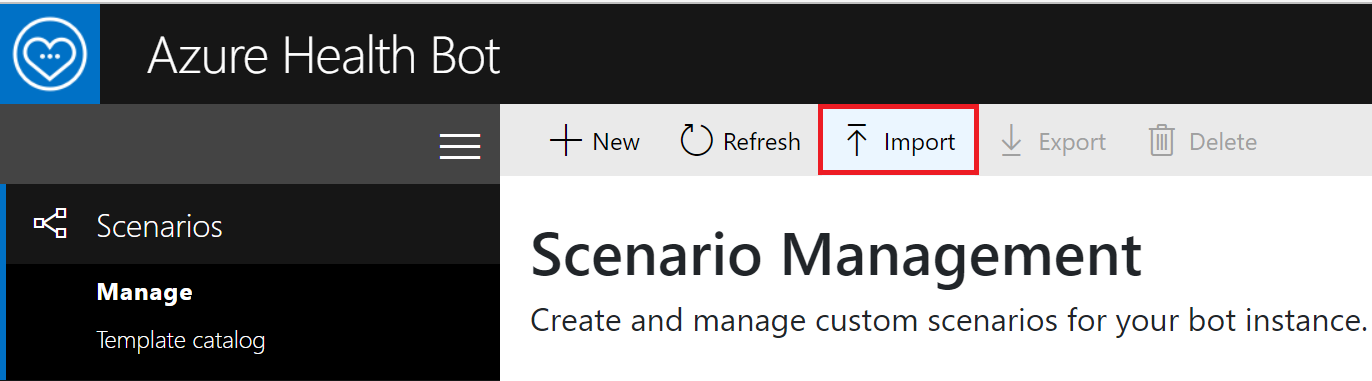 Azure Health Bot
New Refresh Import Export Delete
Scenarios
Manage
Template catalog
Scenario Management
Create and manage custom scenarios for your bot instance.